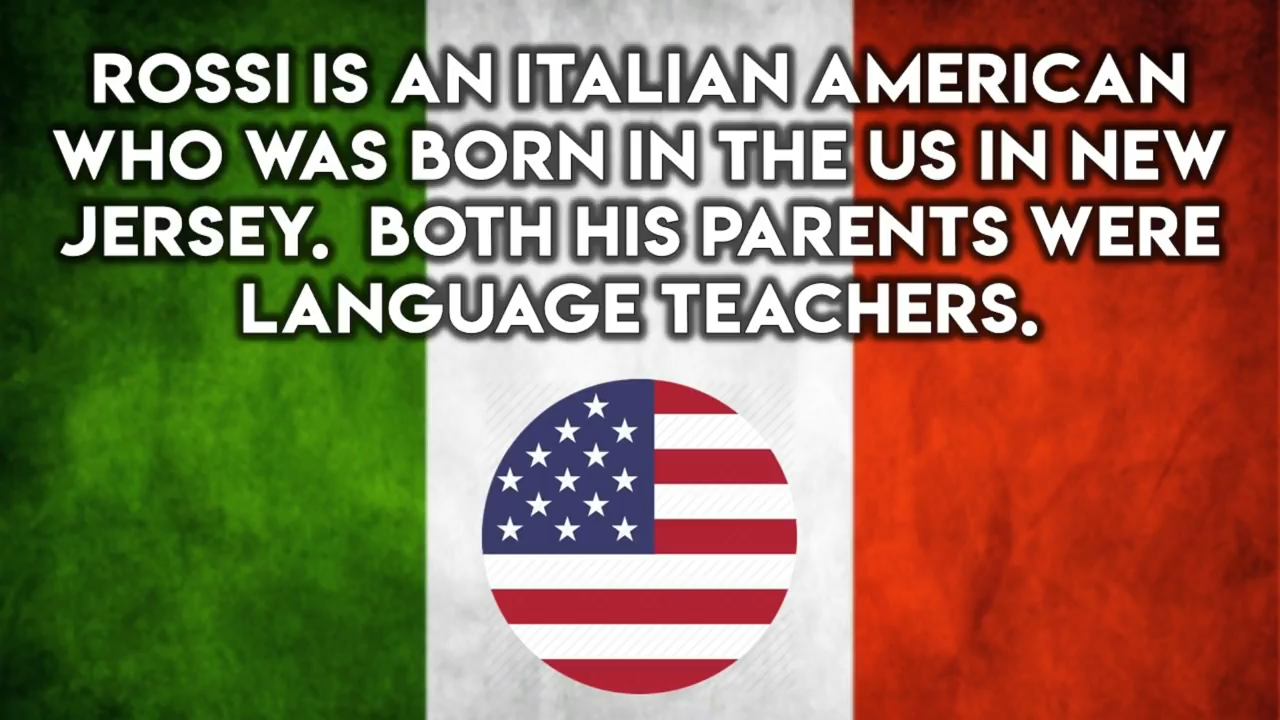 ROSSI IS AN ITALIAN AMERICAN
WHO WAS BORN IN THE US IN NEW
JERSEY.  BOTH HIS PARENTS WERE
LANGUAGE TEACHERS.